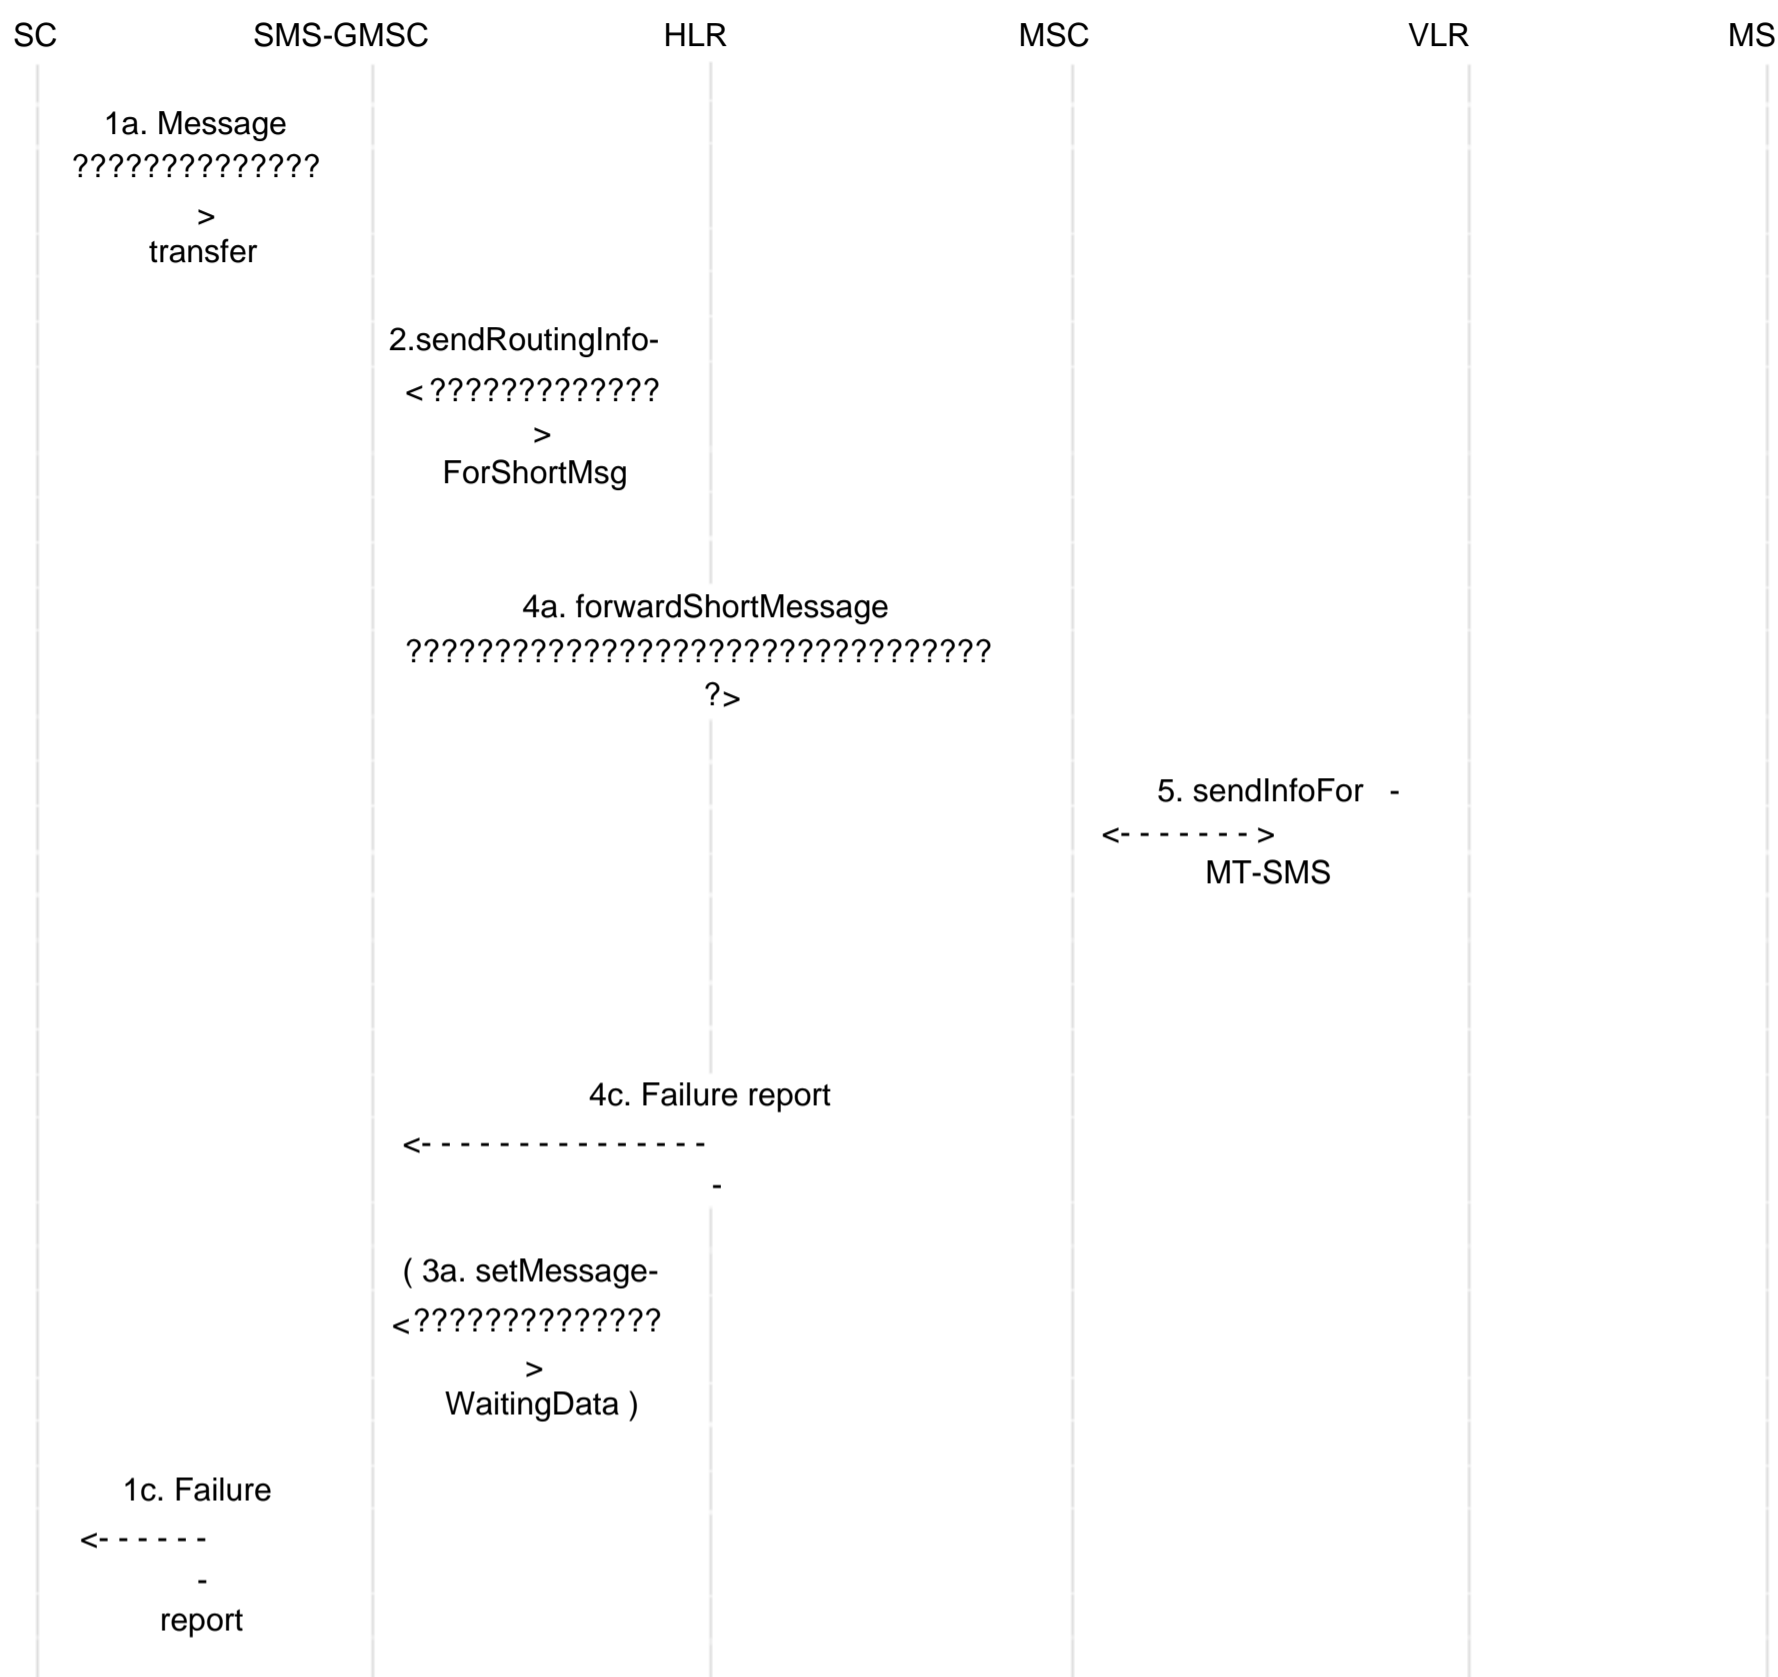 SC SMS-GMSC HLR MSC VLR MS
1a. Message
??????????????
>
transfer
2.sendRoutingInfo-
<?????????????
>
ForShortMsg
4a. forwardShortMessage
?????????????????????????????????
?>
5. sendInfoFor -
<- - - - - - - >
MT-SMS
4c. Failure report
<- - - - - - - - - - - - - - -
-
( 3a. setMessage-
<??????????????
>
WaitingData )
1c. Failure
<- - - - - -
-
report